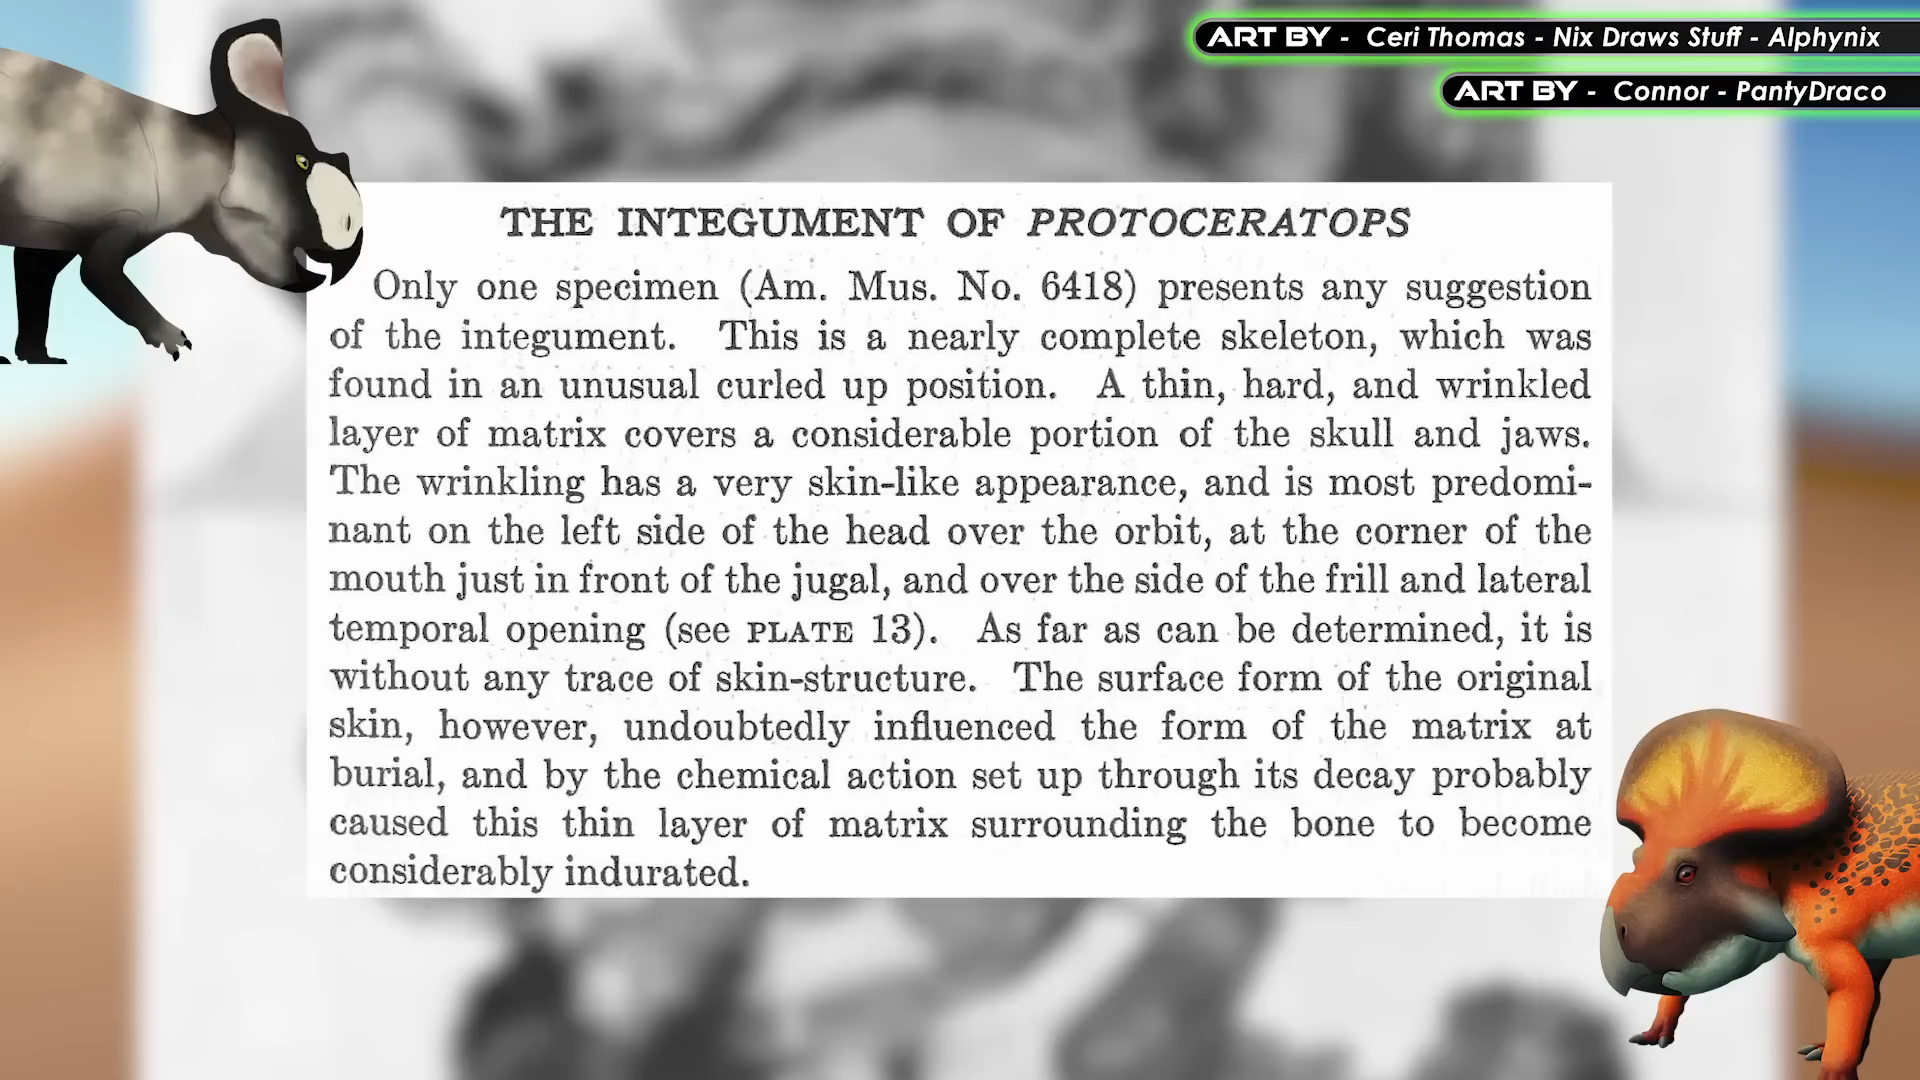 ART BY - Ceri Thomas - Nix Draws Stuff - Alphynix
ART BY - Connor - PantyDraco
THE INTEGUMENT OF PROTOCERATOPS
Only one specimen (Am. Mus. No. 6418) presents any suggestion
of the integument. This is a nearly complete skeleton, which was
found in an unusual curled up position. A thin, hard, and wrinkled
layer of matrix covers a considerable portion of the skull and jaws.
The wrinkling has a very skin-like appearance, and is most predomi-
nant on the left side of the head over the orbit, at the corner of the
mouth just in front of the jugal, and over the side of the frill and lateral
temporal opening (see PLATE 13). As far as can be determined, it is
without any trace of skin-structure. The surface form of the original
skin, however, undoubtedly influenced the form of the matrix at
burial, and by the chemical action set up through its decay probably
caused this thin layer of matrix surrounding the bone to become
considerably indurated.